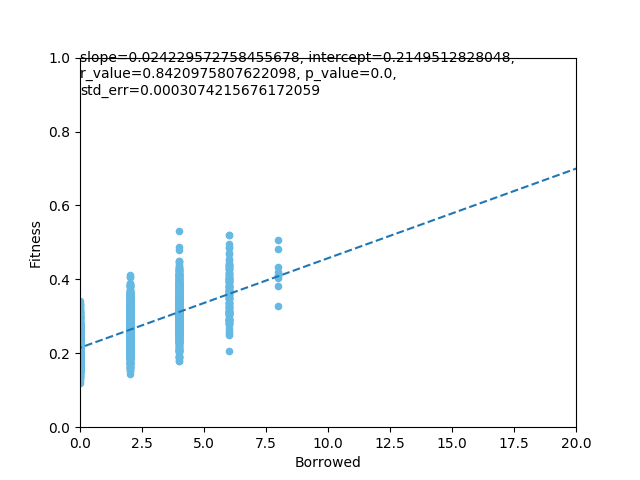 slope=0.024229572758455678, intercept=0.2149512828048,
r_value=0.8420975807622098, p_value=0.0,
std_err=0.0003074215676172059
1.0
0.8
0.6
0.4
0.2
0.0
Fitness
0.0 2.5 5.0 7.5 10.0 12.5 15.0 17.5 20.0
Borrowed